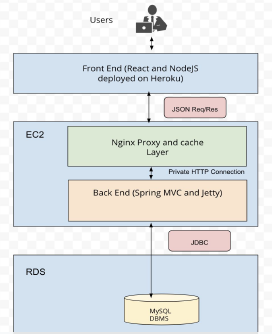 Users
Front End (React and NodeJS
deployed on Heroku)
JSON Req/Res
EC2
Nginx Proxy and cache
Layer
Private HTTP Connection
Back End (Spring MVC and Jetty)
JDBC
RDS
MySQL
DBMS